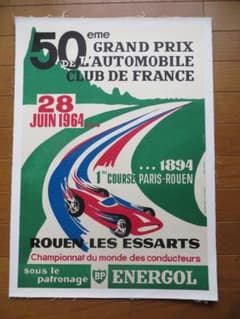 50eme
GRAND PRIX
DE L'AUTOMOBILE
CLUB DE FRANCE
28
JUIN 1964
... 1894
1ère COURSE PARIS-ROUEN
ROUEN LES ESSARTS
Championnat du monde des conducteurs
sous le
patronage
BP ENERGOL